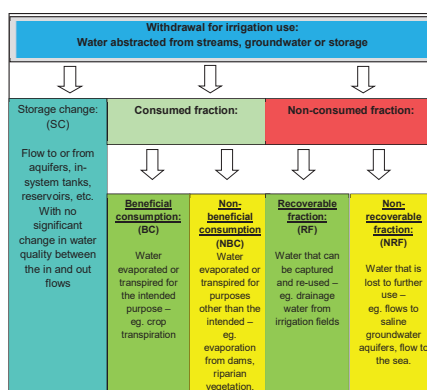 Withdrawal for irrigation use:
Water abstracted from streams, groundwater or storage
Storage change:
(SC)
Flow to or from
aquifers, in-
system tanks,
reservoirs, etc.
With no
significant
change in water
quality between
the in and out
flows
Consumed fraction:
Non-consumed fraction:
Beneficial
consumption:
(BC)
Water
evaporated or
transpired for
the intended
purpose –
eg. crop
transpiration
Non-
beneficial
consumption
(NBC)
Water
evaporated or
transpired for
purposes
other than the
intended –
eg.
evaporation
from dams,
riparian
vegetation,
Recoverable
fraction:
(RF)
Water that can
be captured
and re-used –
eg. drainage
water from
irrigation fields
Non-
recoverable
fraction:
(NRF)
Water that is
lost to further
use –
eg. flows to
saline
groundwater
aquifers, flow to
the sea.